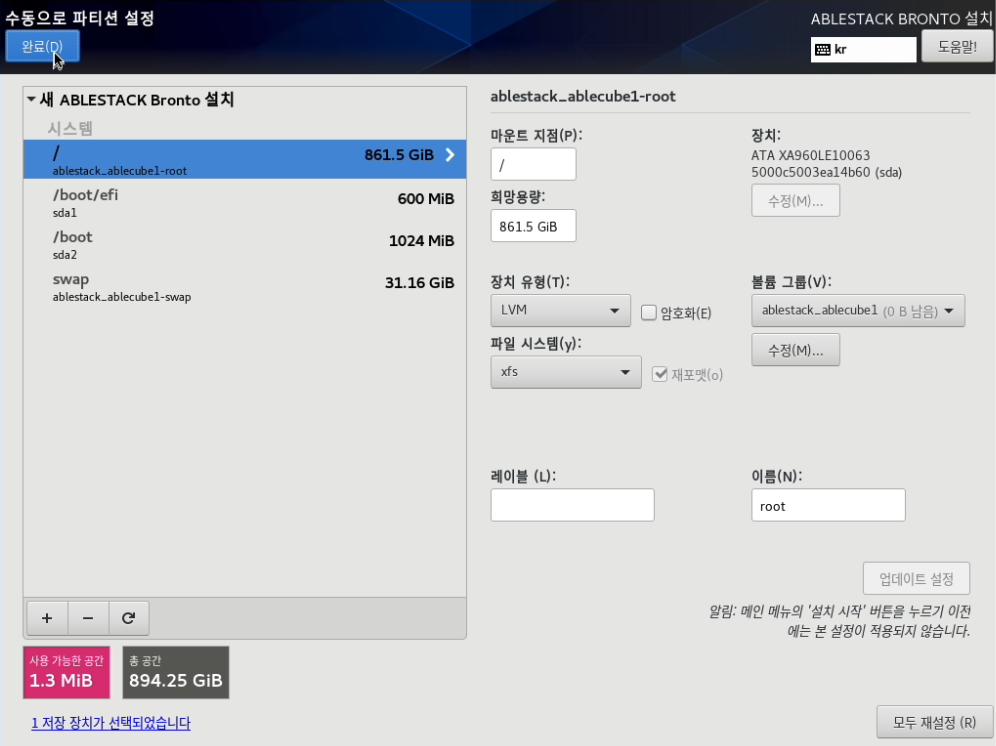 수동으로 파티션 설정
ABLESTACK BRONTO 설치
완료(D)
kr
도움말!
새 ABLESTACK Bronto 설치
시스템
/
861.5 GiB
ablestack_ablecube1-root
/boot/efi
600 MiB
sda1
/boot
1024 MiB
sda2
swap
31.16 GiB
ablestack_ablecube1-swap
+
−
사용 가능한 공간
1.3 MiB
총 공간
894.25 GiB
1 저장 장치가 선택되었습니다
ablestack_ablecube1-root
마운트 지점(P):
/
희망용량:
861.5 GiB
장치:
ATA XA960LE10063
5000c5003ea14b60 (sda)
수정(M)...
장치 유형(T):
LVM
암호화(E)
볼륨 그룹(V):
ablestack_ablecube1 (0 B 남음)
수정(M)...
파일 시스템(y):
xfs
재포맷(o)
레이블 (L):
이름(N):
root
업데이트 설정
알림: 메인 메뉴의 '설치 시작' 버튼을 누르기 이전
에는 본 설정이 적용되지 않습니다.
모두 재설정 (R)